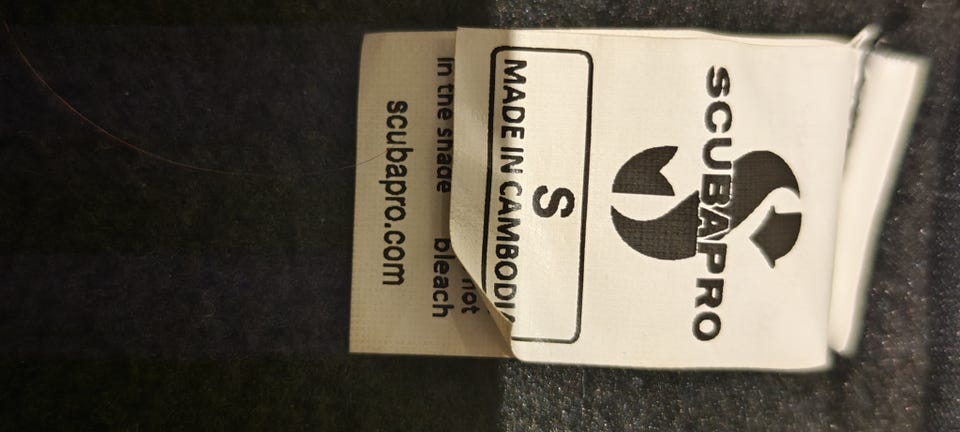 SCUBAPRO
S
MADE IN CAMBODIA
not
In the shade bleach
scubapro.com